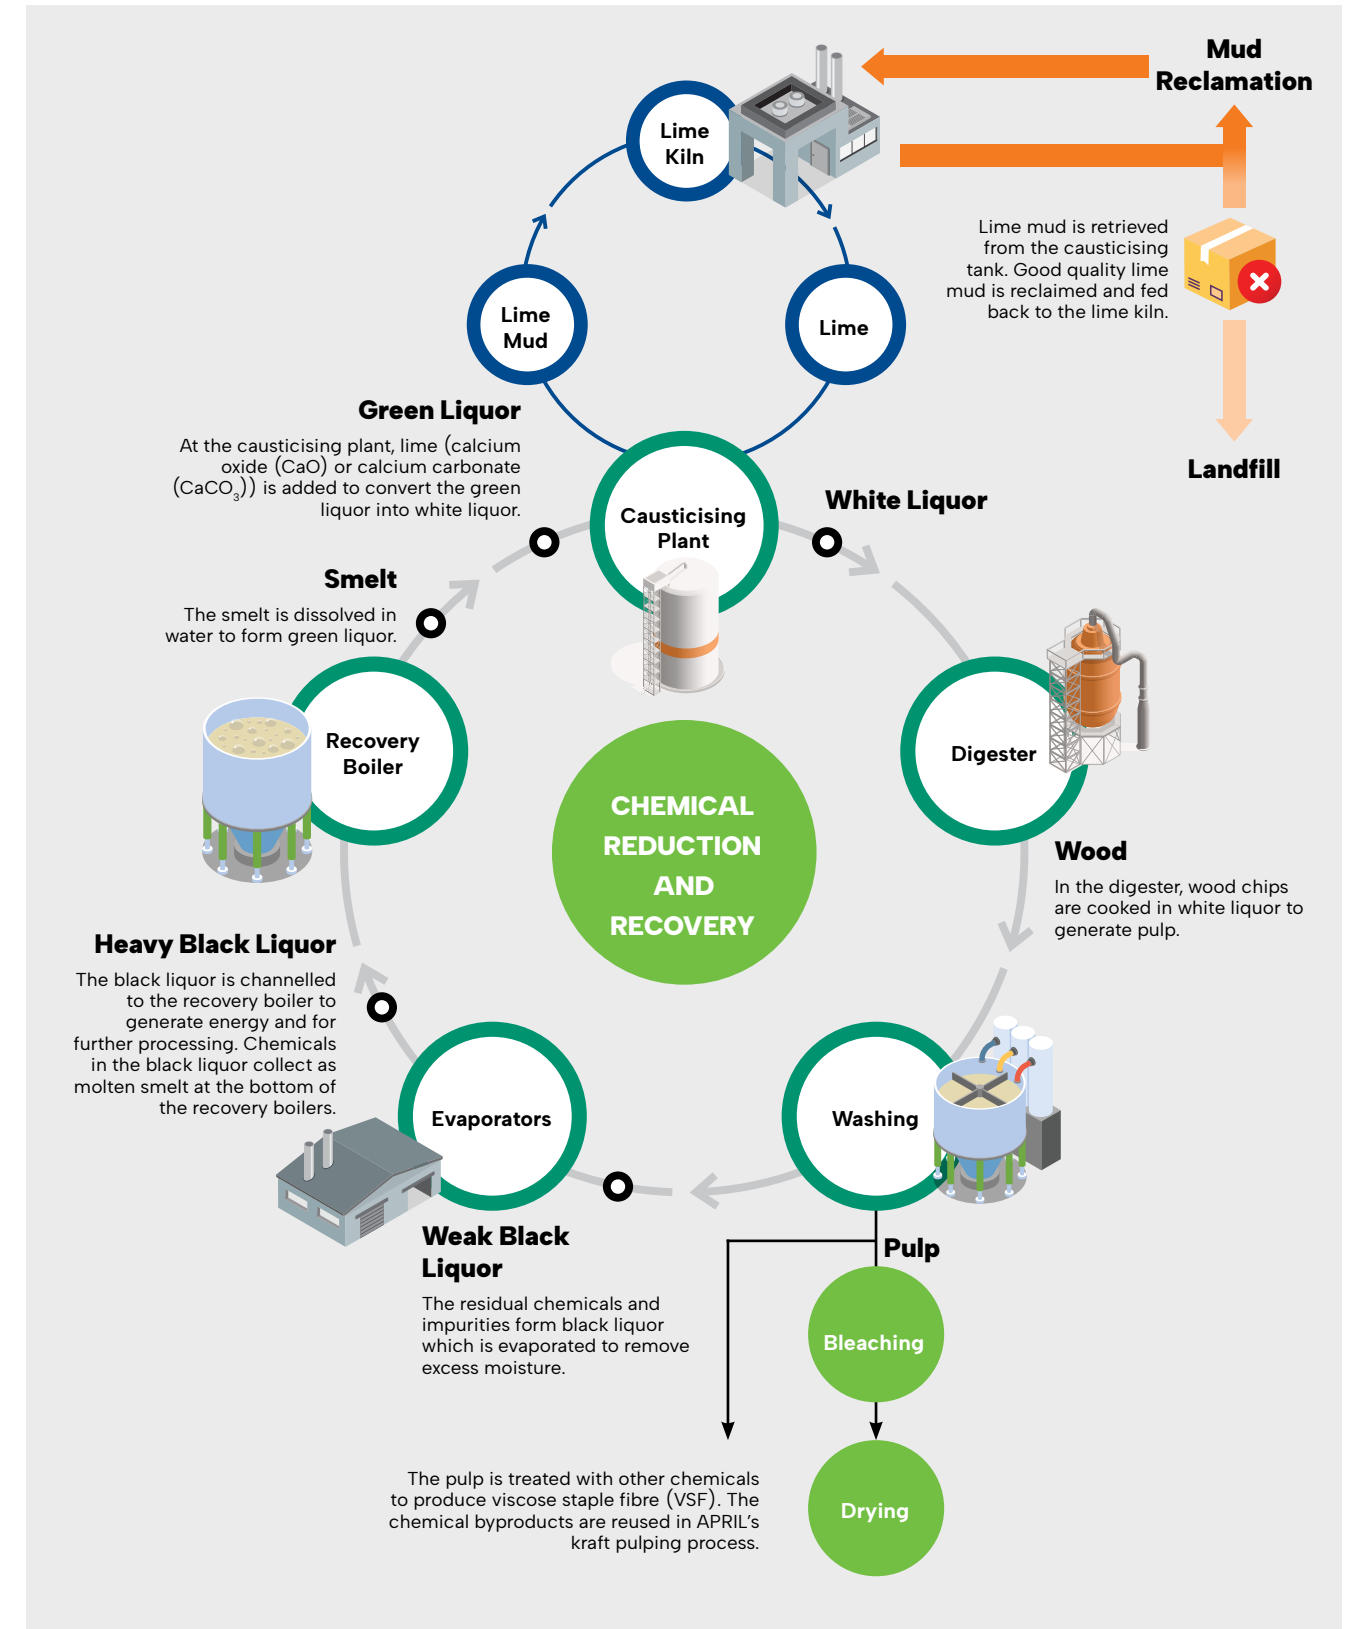 Mud
Reclamation
Lime
Kiln
Lime mud is retrieved
from the causticising
tank. Good quality lime
mud is reclaimed and fed
back to the lime kiln.
Lime
Mud
Lime
Landfill
Green Liquor
At the causticising plant, lime (calcium
oxide (CaO) or calcium carbonate
(CaCO₃)) is added to convert the green
liquor into white liquor.
Causticising
Plant
White Liquor
Smelt
The smelt is dissolved in
water to form green liquor.
Recovery
Boiler
Digester
CHEMICAL
REDUCTION
AND
RECOVERY
Wood
In the digester, wood chips
are cooked in white liquor to
generate pulp.
Heavy Black Liquor
The black liquor is channelled
to the recovery boiler to
generate energy and for
further processing. Chemicals
in the black liquor collect as
molten smelt at the bottom of
the recovery boilers.
Evaporators
Washing
Weak Black
Liquor
The residual chemicals and
impurities form black liquor
which is evaporated to remove
excess moisture.
Pulp
Bleaching
The pulp is treated with other chemicals
to produce viscose staple fibre (VSF). The
chemical byproducts are reused in APRIL’s
kraft pulping process.
Drying